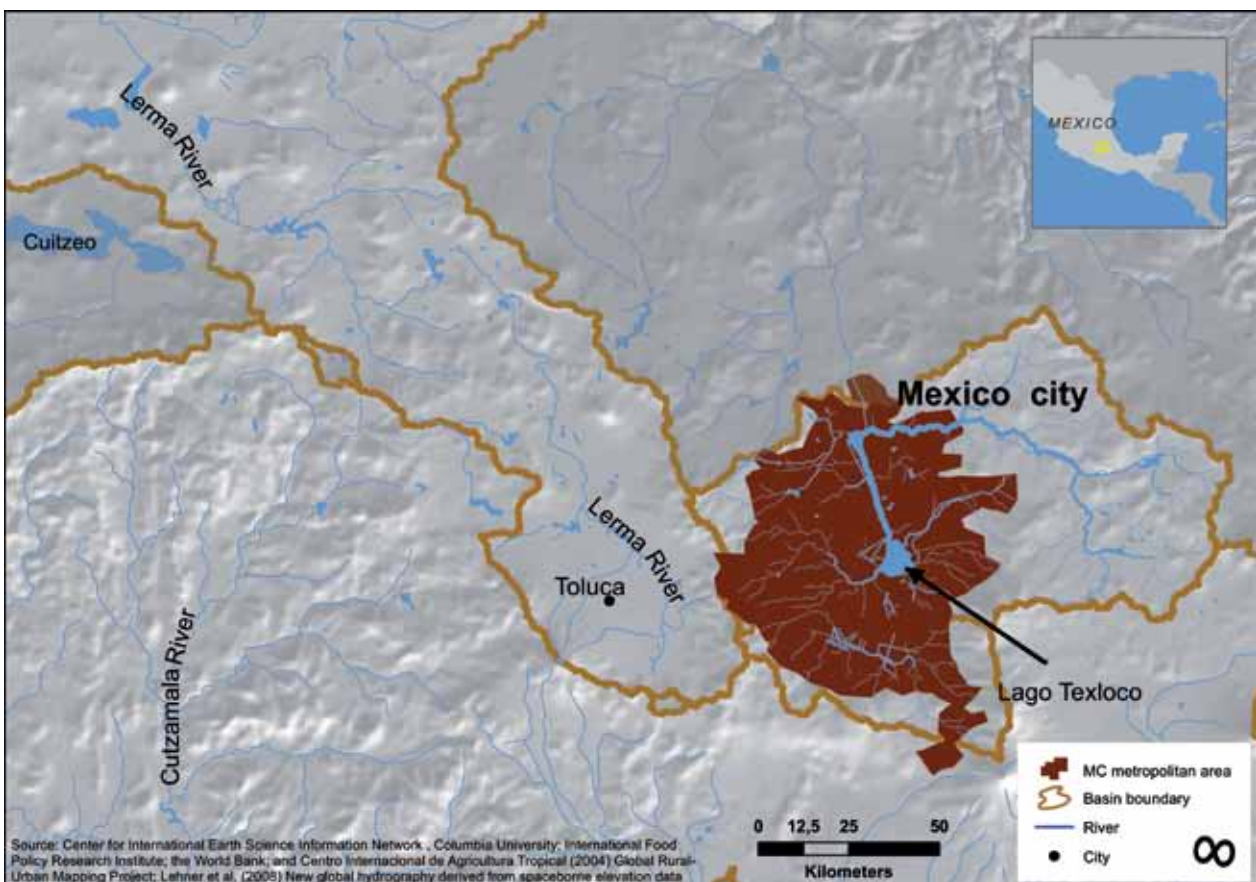 Lerma River
MEXICO
Cuitzeo
Mexico city
Lerma River
Toluca
Cutzamala River
Lago Texloco
MC metropolitan area
Basin boundary
River
City
0 12,5 25 50
Kilometers
Source: Center for International Earth Science Information Network , Columbia University; International Food
Policy Research Institute; the World Bank; and Centro Internacional de Agricultura Tropical (2004) Global Rural-
Urban Mapping Project; Lehner et al. (2008) New global hydrography derived from spaceborne elevation data